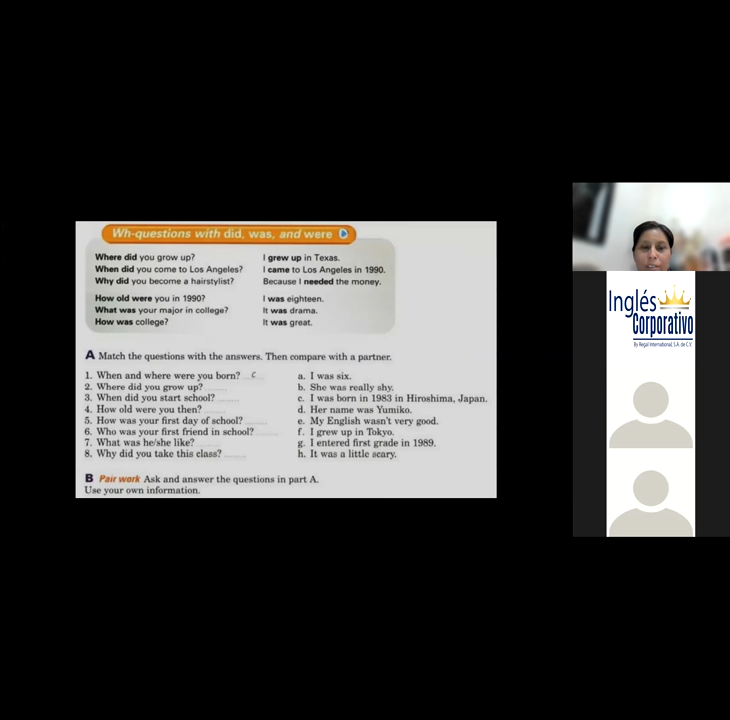 Wh-questions with did, was, and were
Where did you grow up? I grew up in Texas.
When did you come to Los Angeles? I came to Los Angeles in 1990.
Why did you become a hairstylist? Because I needed the money.
How old were you in 1990? I was eighteen.
What was your major in college? It was drama.
How was college? It was great.
A Match the questions with the answers. Then compare with a partner.
1. When and where were you born? c a. I was six.
2. Where did you grow up? b. She was really shy.
3. When did you start school? c. I was born in 1983 in Hiroshima, Japan.
4. How old were you then? d. Her name was Yumiko.
5. How was your first day of school? e. My English wasn't very good.
6. Who was your first friend in school? f. I grew up in Tokyo.
7. What was he/she like? g. I entered first grade in 1989.
8. Why did you take this class? h. It was a little scary.
B Pair work Ask and answer the questions in part A.
Use your own information.
Inglés
Corporativo
By Regal International, S.A. de C.V.